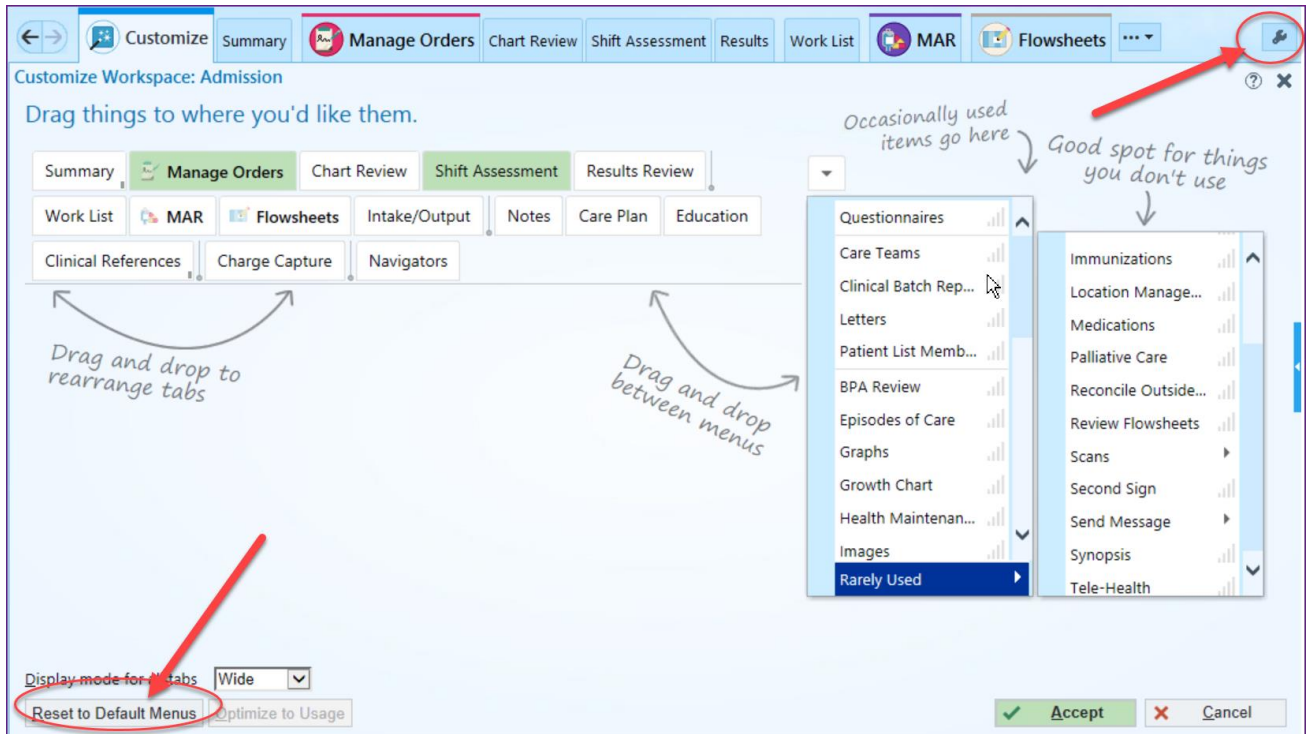 Customize Summary Manage Orders Chart Review Shift Assessment Results Work List MAR Flowsheets
Customize Workspace: Admission
Drag things to where you'd like them.
Summary Manage Orders Chart Review Shift Assessment Results Review
Work List MAR Flowsheets Intake/Output Notes Care Plan Education
Clinical References Charge Capture Navigators
Drag and drop to
rearrange tabs
Drag and drop
between menus
Occasionally used
items go here
Good spot for things
you don't use
Questionnaires
Care Teams
Clinical Batch Rep...
Letters
Patient List Memb...
BPA Review
Episodes of Care
Graphs
Growth Chart
Health Maintenan...
Images
Rarely Used
Immunizations
Location Manage...
Medications
Palliative Care
Reconcile Outside...
Review Flowsheets
Scans
Second Sign
Send Message
Synopsis
Tele-Health
Display mode for tabs Wide
Reset to Default Menus Optimize to Usage
Accept Cancel